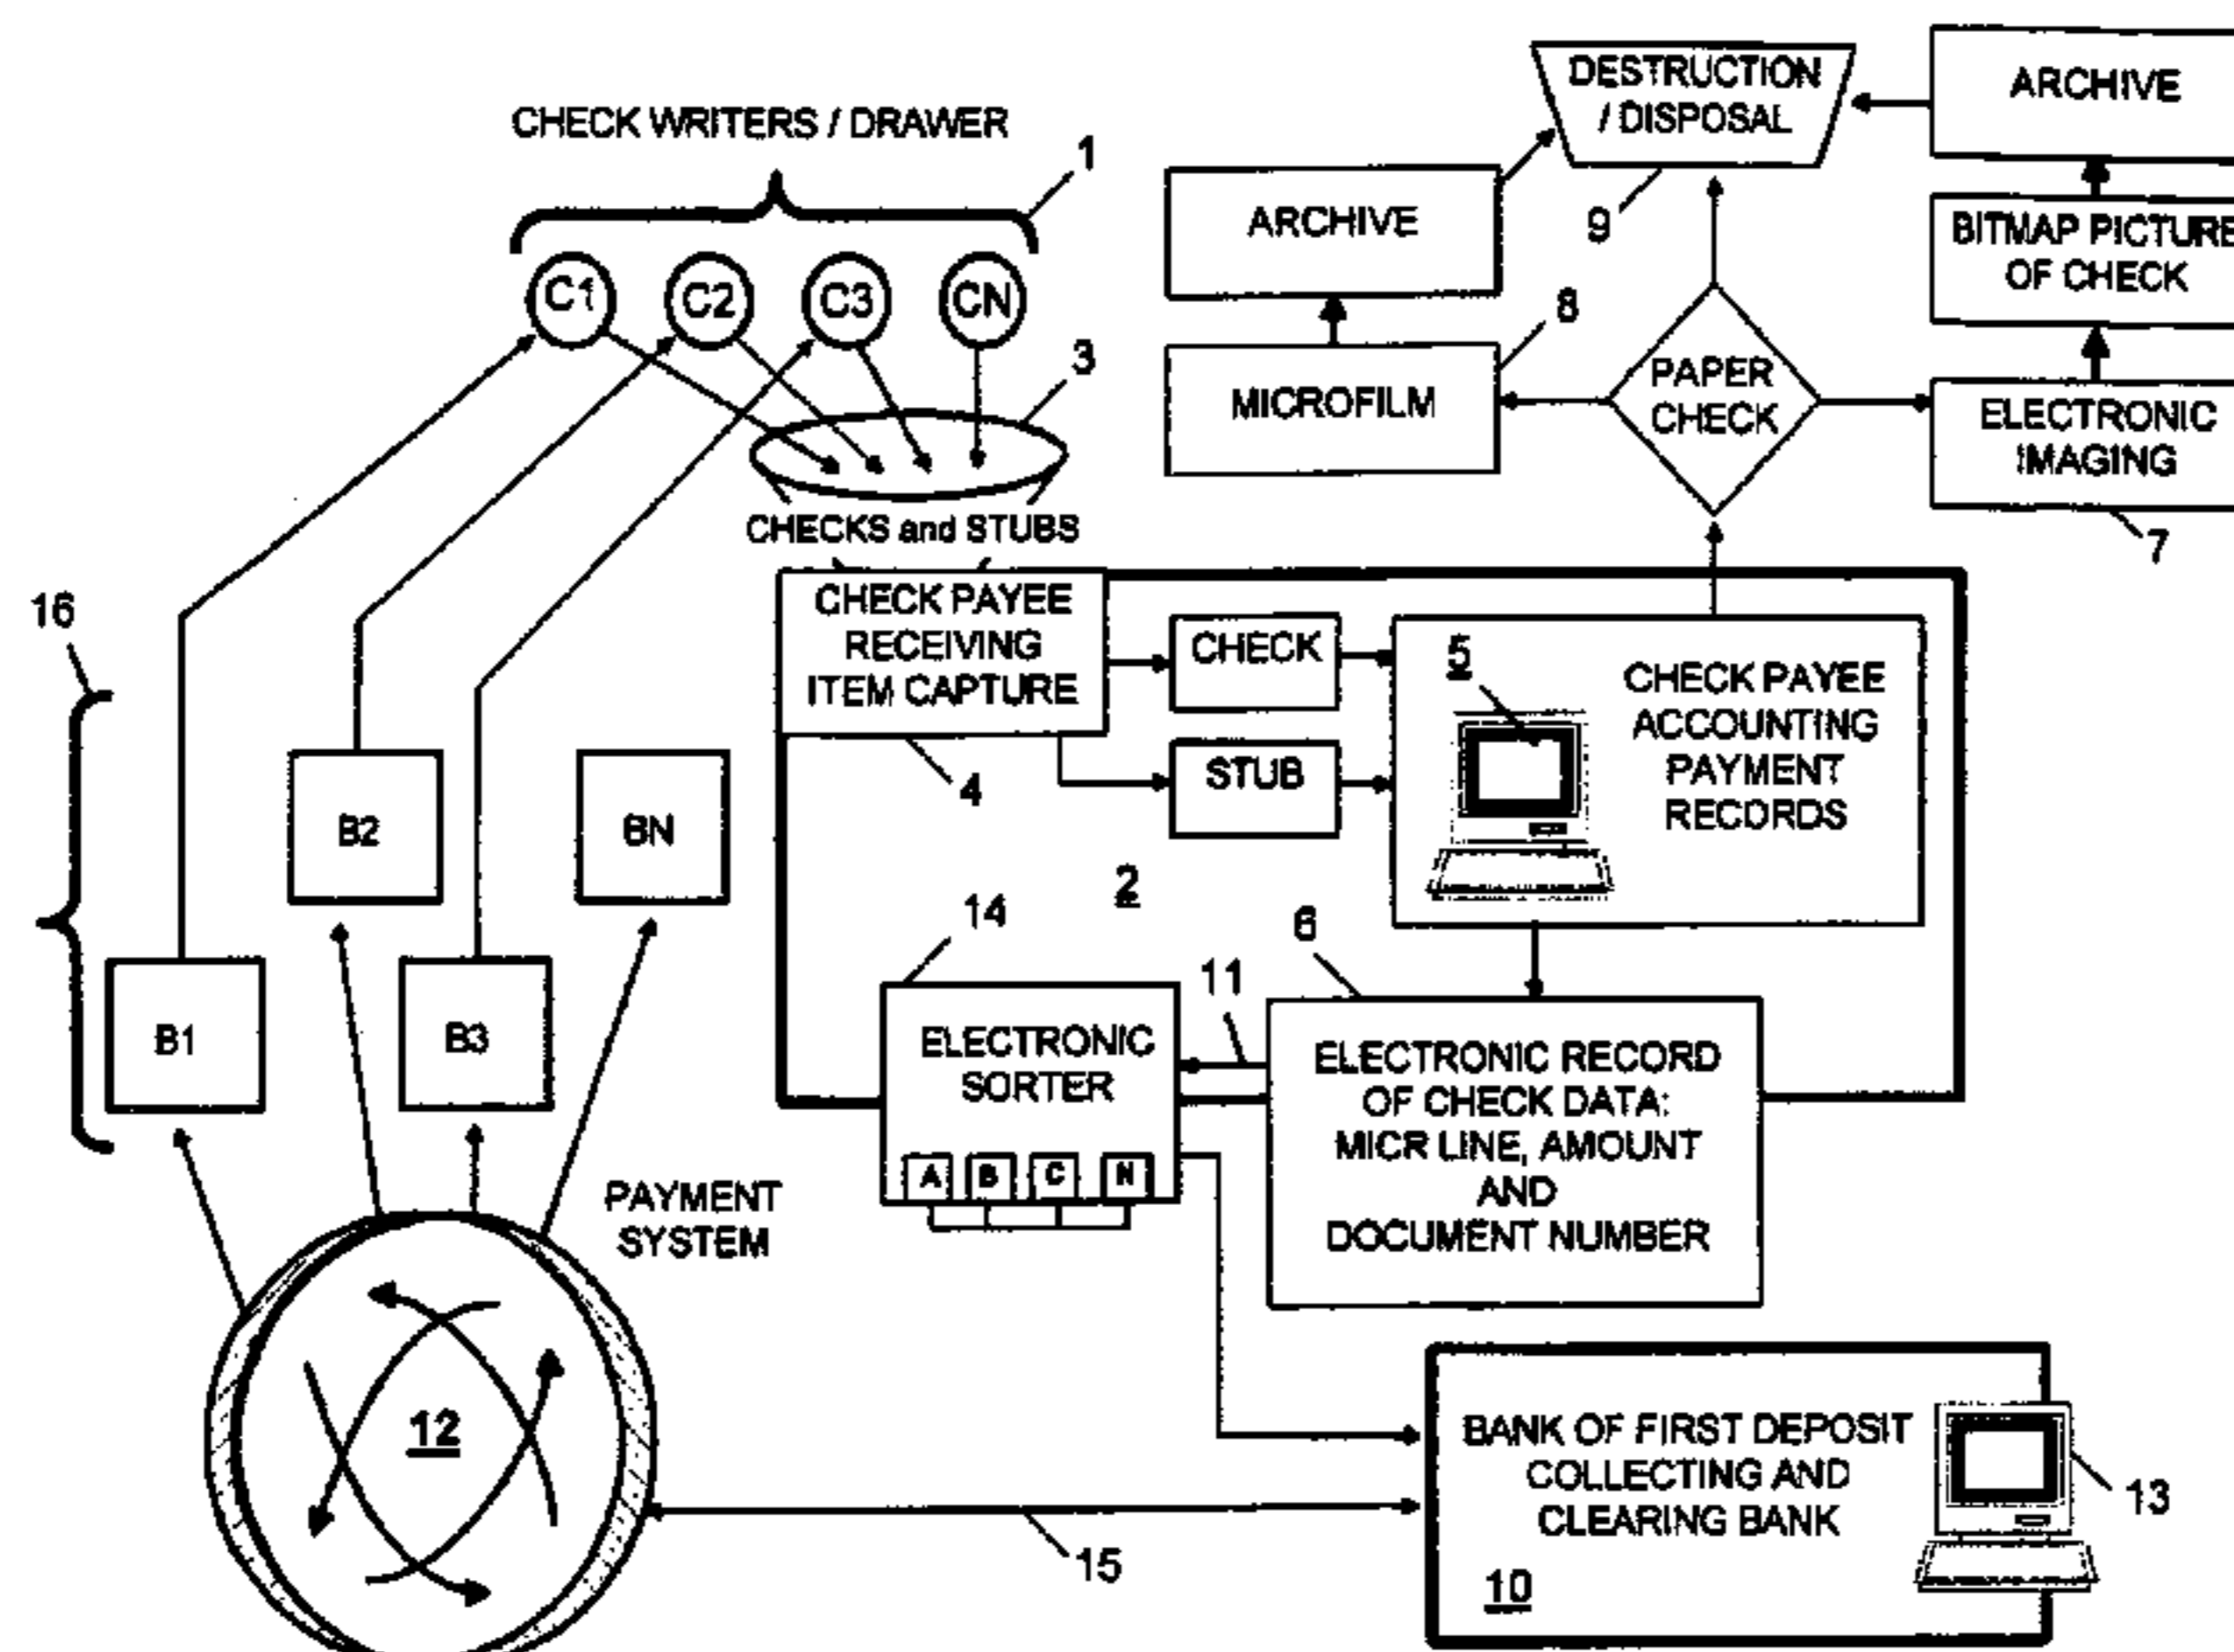 CHECK WRITERS / DRAWER
1
C1
C2
C3
CN
3
CHECKS and STUBS
DESTRUCTION
/ DISPOSAL
9
ARCHIVE
ARCHIVE
BITMAP PICTURE
OF CHECK
8
MICROFILM
PAPER
CHECK
ELECTRONIC
IMAGING
7
16
CHECK PAYEE
RECEIVING
ITEM CAPTURE
4
CHECK
STUB
5
CHECK PAYEE
ACCOUNTING
PAYMENT
RECORDS
2
B2
BN
B1
B3
14
11
6
ELECTRONIC
SORTER
A
B
C
N
ELECTRONIC RECORD
OF CHECK DATA:
MICR LINE, AMOUNT
AND
DOCUMENT NUMBER
PAYMENT
SYSTEM
12
15
BANK OF FIRST DEPOSIT
COLLECTING AND
CLEARING BANK
13
10